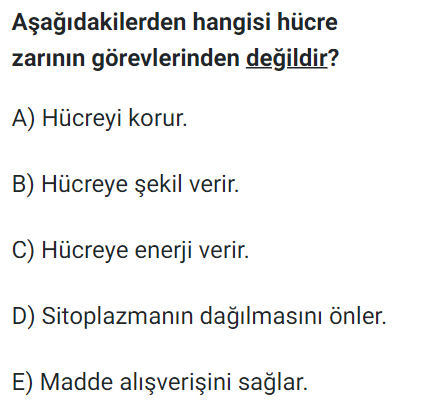 Aşağıdakilerden hangisi hücre
zarının görevlerinden değildir?
A) Hücreyi korur.
B) Hücreye şekil verir.
C) Hücreye enerji verir.
D) Sitoplazmanın dağılmasını önler.
E) Madde alışverişini sağlar.